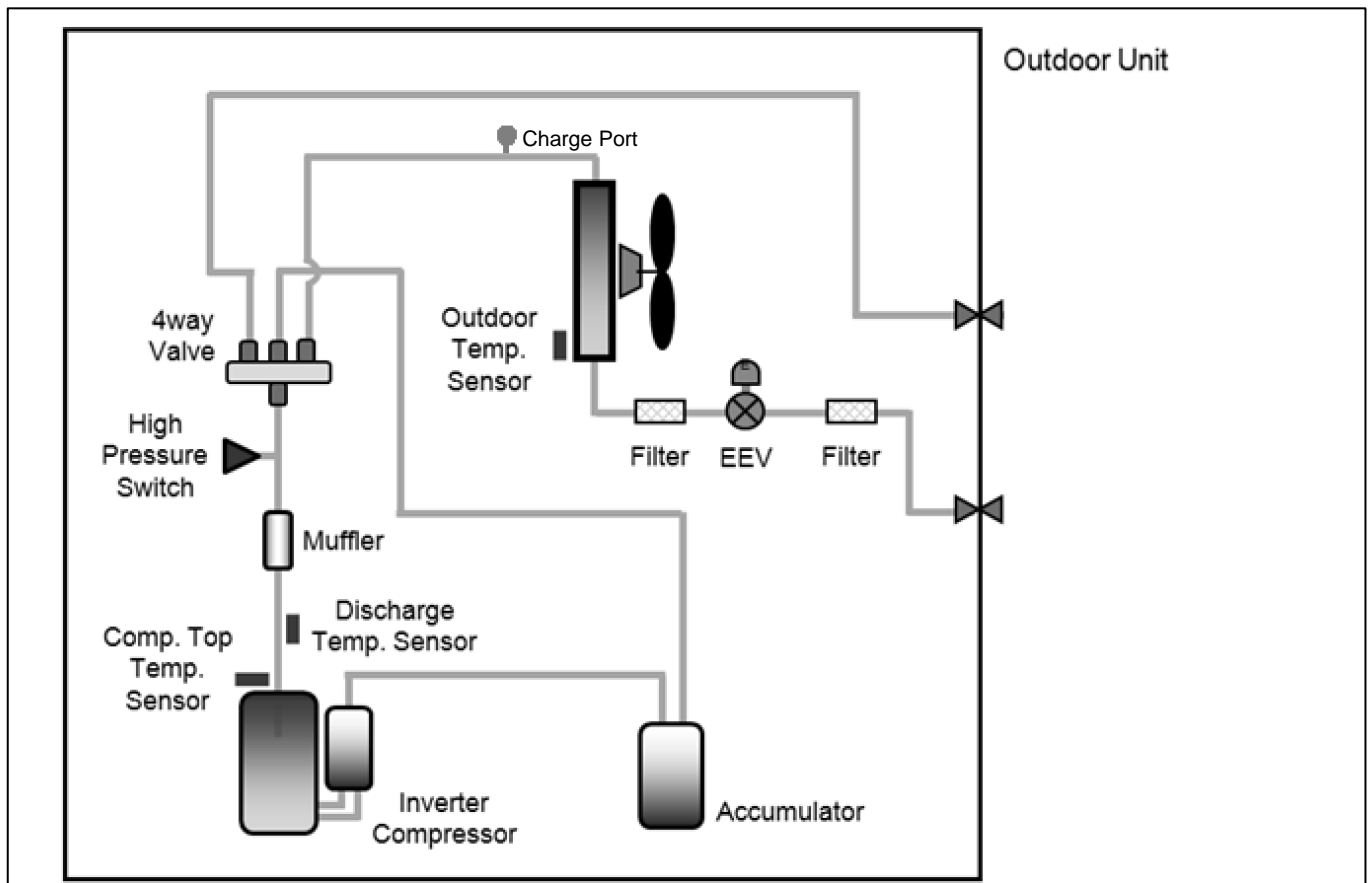 Outdoor Unit
Charge Port
4way
Valve
Outdoor
Temp.
Sensor
E
High
Pressure
Switch
Filter
EEV
Filter
Muffler
Discharge
Temp. Sensor
Comp. Top
Temp.
Sensor
Inverter
Compressor
Accumulator